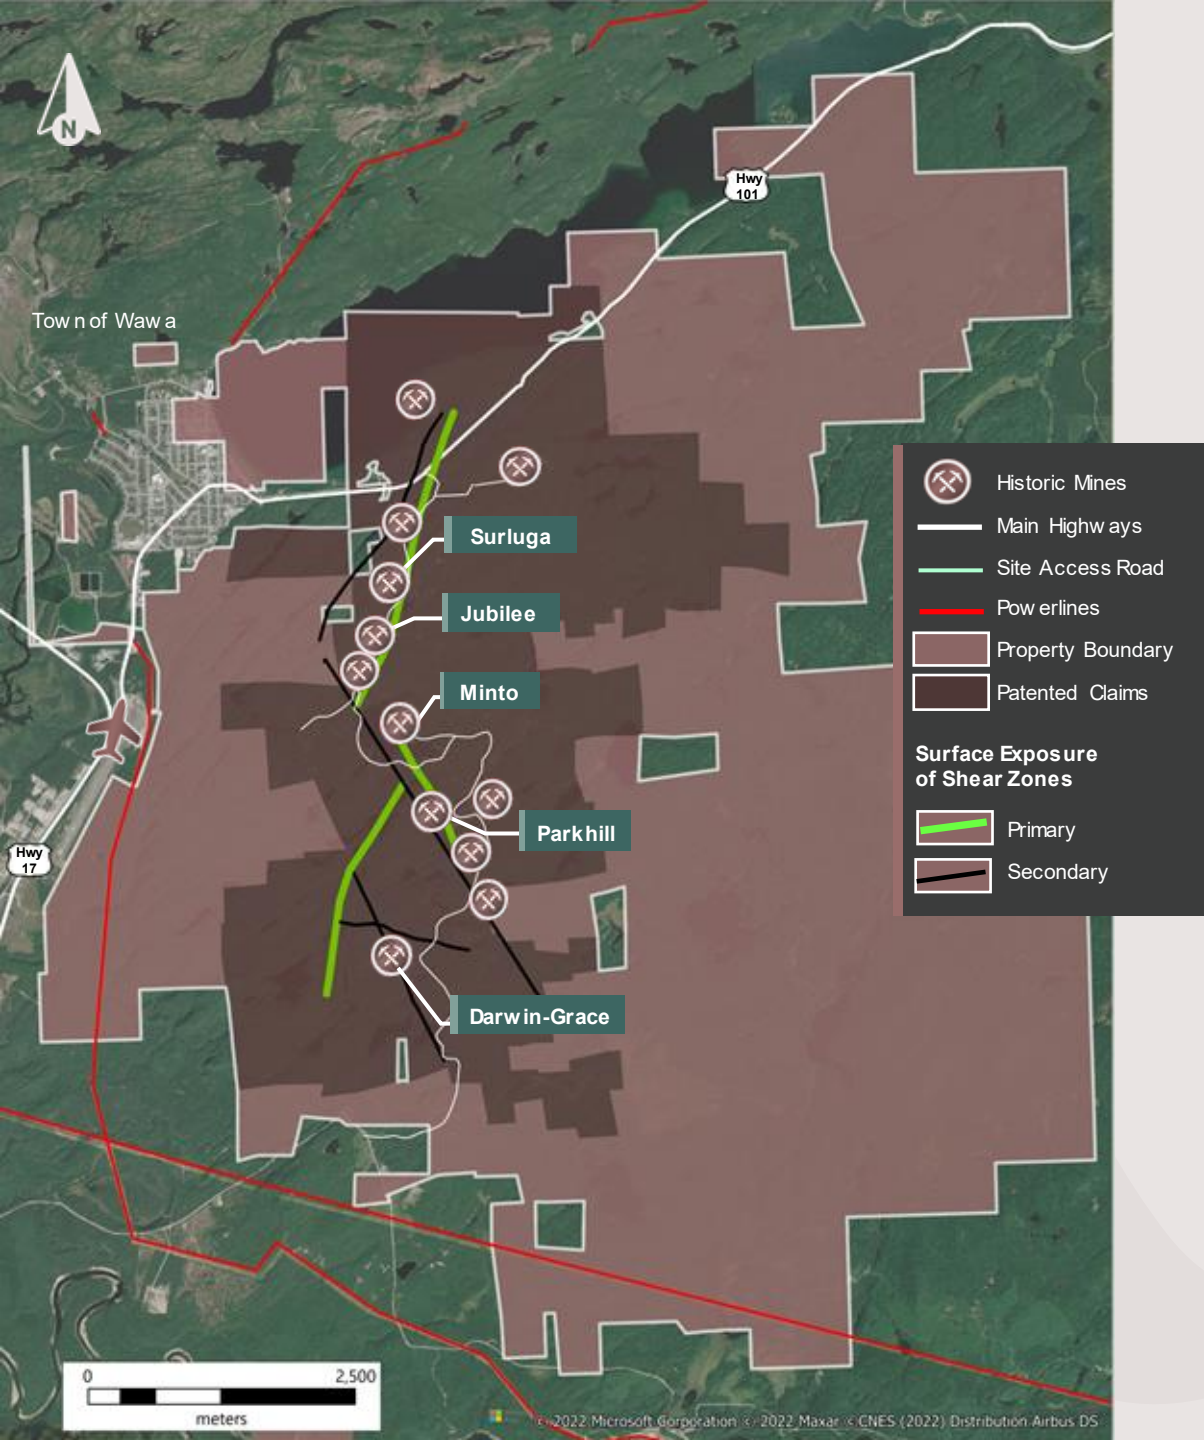 N
Hwy
101
Town of Wawa
Historic Mines
Main Highways
Surluga
Site Access Road
Jubilee
Powerlines
Property Boundary
Minto
Patented Claims
Surface Exposure
of Shear Zones
Parkhill
Primary
Hwy
17
Secondary
Darwin-Grace
0 2,500
meters
© 2022 Microsoft Corporation © 2022 Maxar ©CNES (2022) Distribution Airbus DS